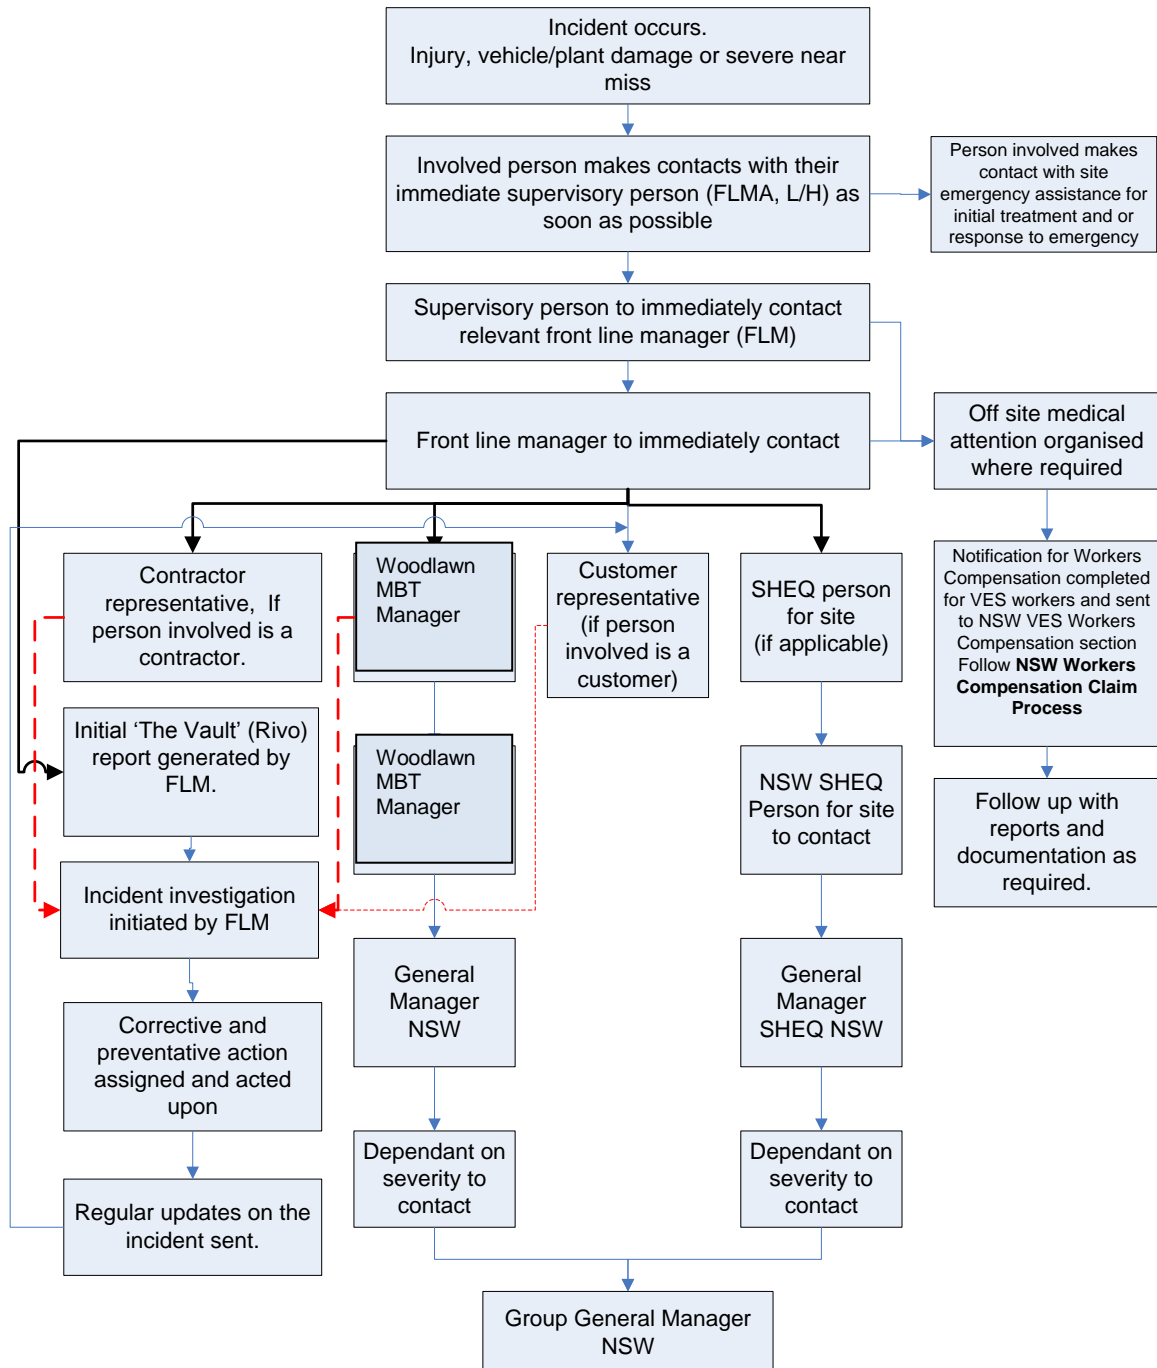 Incident occurs.
Injury, vehicle/plant damage or severe near
miss
Involved person makes contacts with their
immediate supervisory person (FLMA, L/H) as
soon as possible
Person involved makes
contact with site
emergency assistance for
initial treatment and or
response to emergency
Supervisory person to immediately contact
relevant front line manager (FLM)
Front line manager to immediately contact
Off site medical
attention organised
where required
Contractor
representative, If
person involved is a
contractor.
Woodlawn
MBT
Manager
Customer
representative
(if person
involved is a
customer)
SHEQ person
for site
(if applicable)
Notification for Workers
Compensation completed
for VES workers and sent
to NSW VES Workers
Compensation section
Follow NSW Workers
Compensation Claim
Process
Initial ‘The Vault’ (Rivo)
report generated by
FLM.
Woodlawn
MBT
Manager
NSW SHEQ
Person for site
to contact
Follow up with
reports and
documentation as
required.
Incident investigation
initiated by FLM
General
Manager
NSW
General
Manager
SHEQ NSW
Corrective and
preventative action
assigned and acted
upon
Dependant on
severity to
contact
Dependant on
severity to
contact
Regular updates on the
incident sent.
Group General Manager
NSW